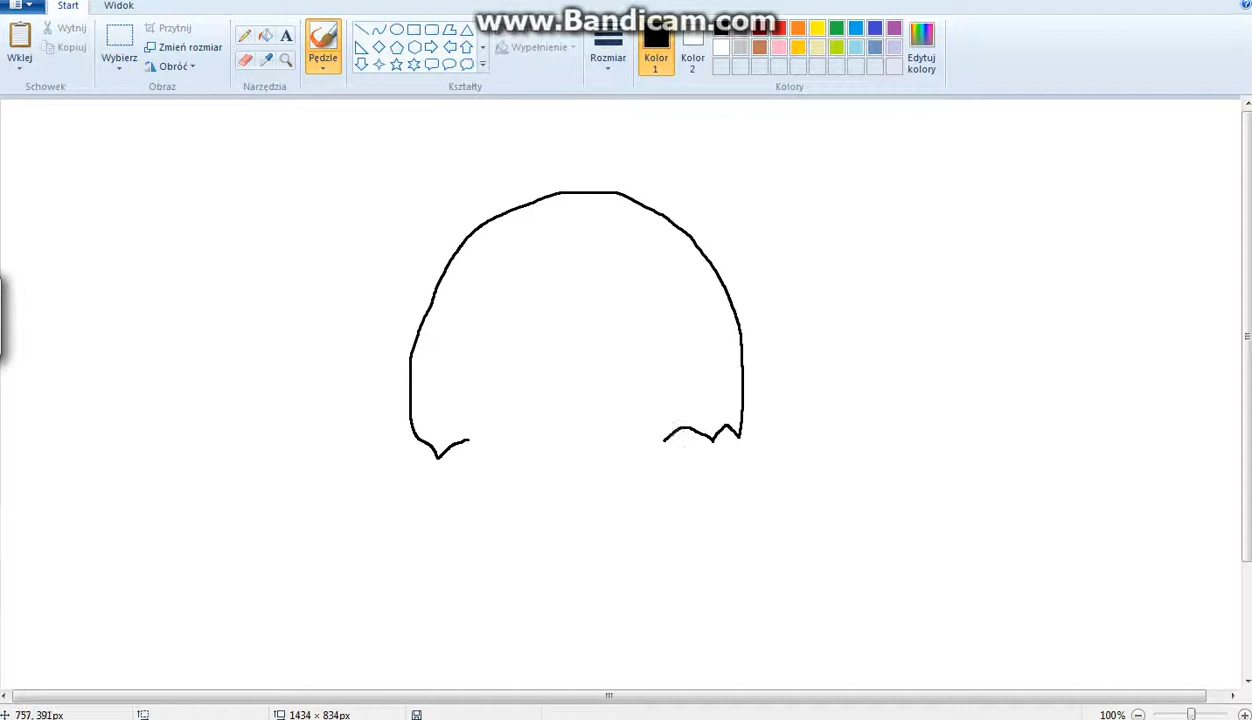 Start Widok
www.Bandicam.com
Wklej
Wytnij
Kopiuj
Schowek
Wybierz
Przytnij
Zmień rozmiar
Obróć
Obraz
A
Narzędzia
Pędzle
Wypełnienie
Kształty
Rozmiar
Kolor
1
Kolor
2
Edytuj
kolory
Kolory
757, 391px
1434 × 834px
100%